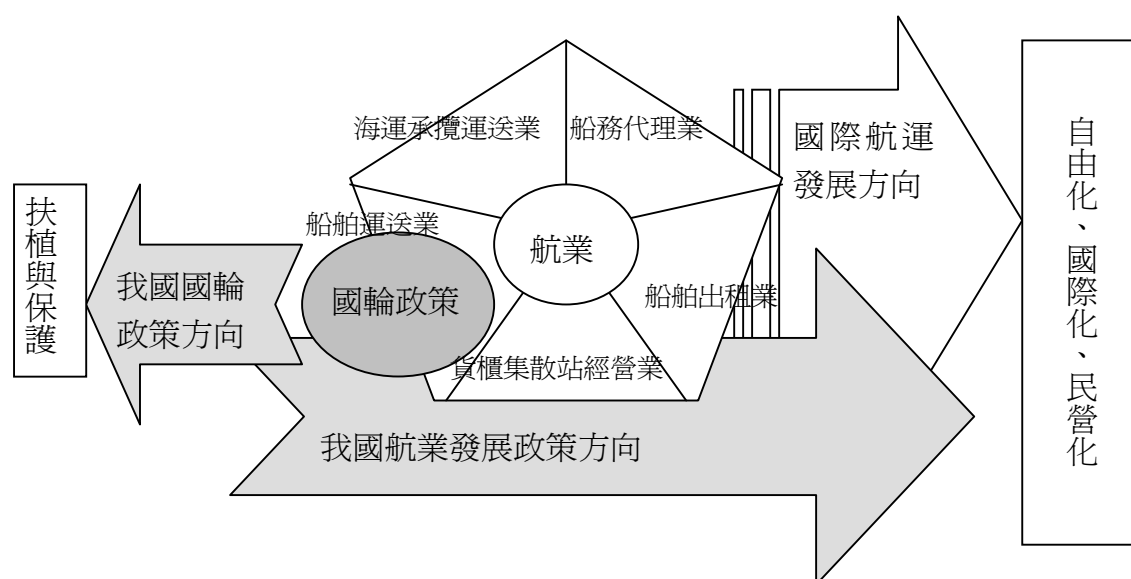 海運承攬運送業
船務代理業
國際航運
發展方向
自由化、國際化、民營化
扶植與保護
船舶運送業
航業
我國國輪
政策方向
國輪政策
船舶出租業
貨櫃集散站經營業
我國航業發展政策方向